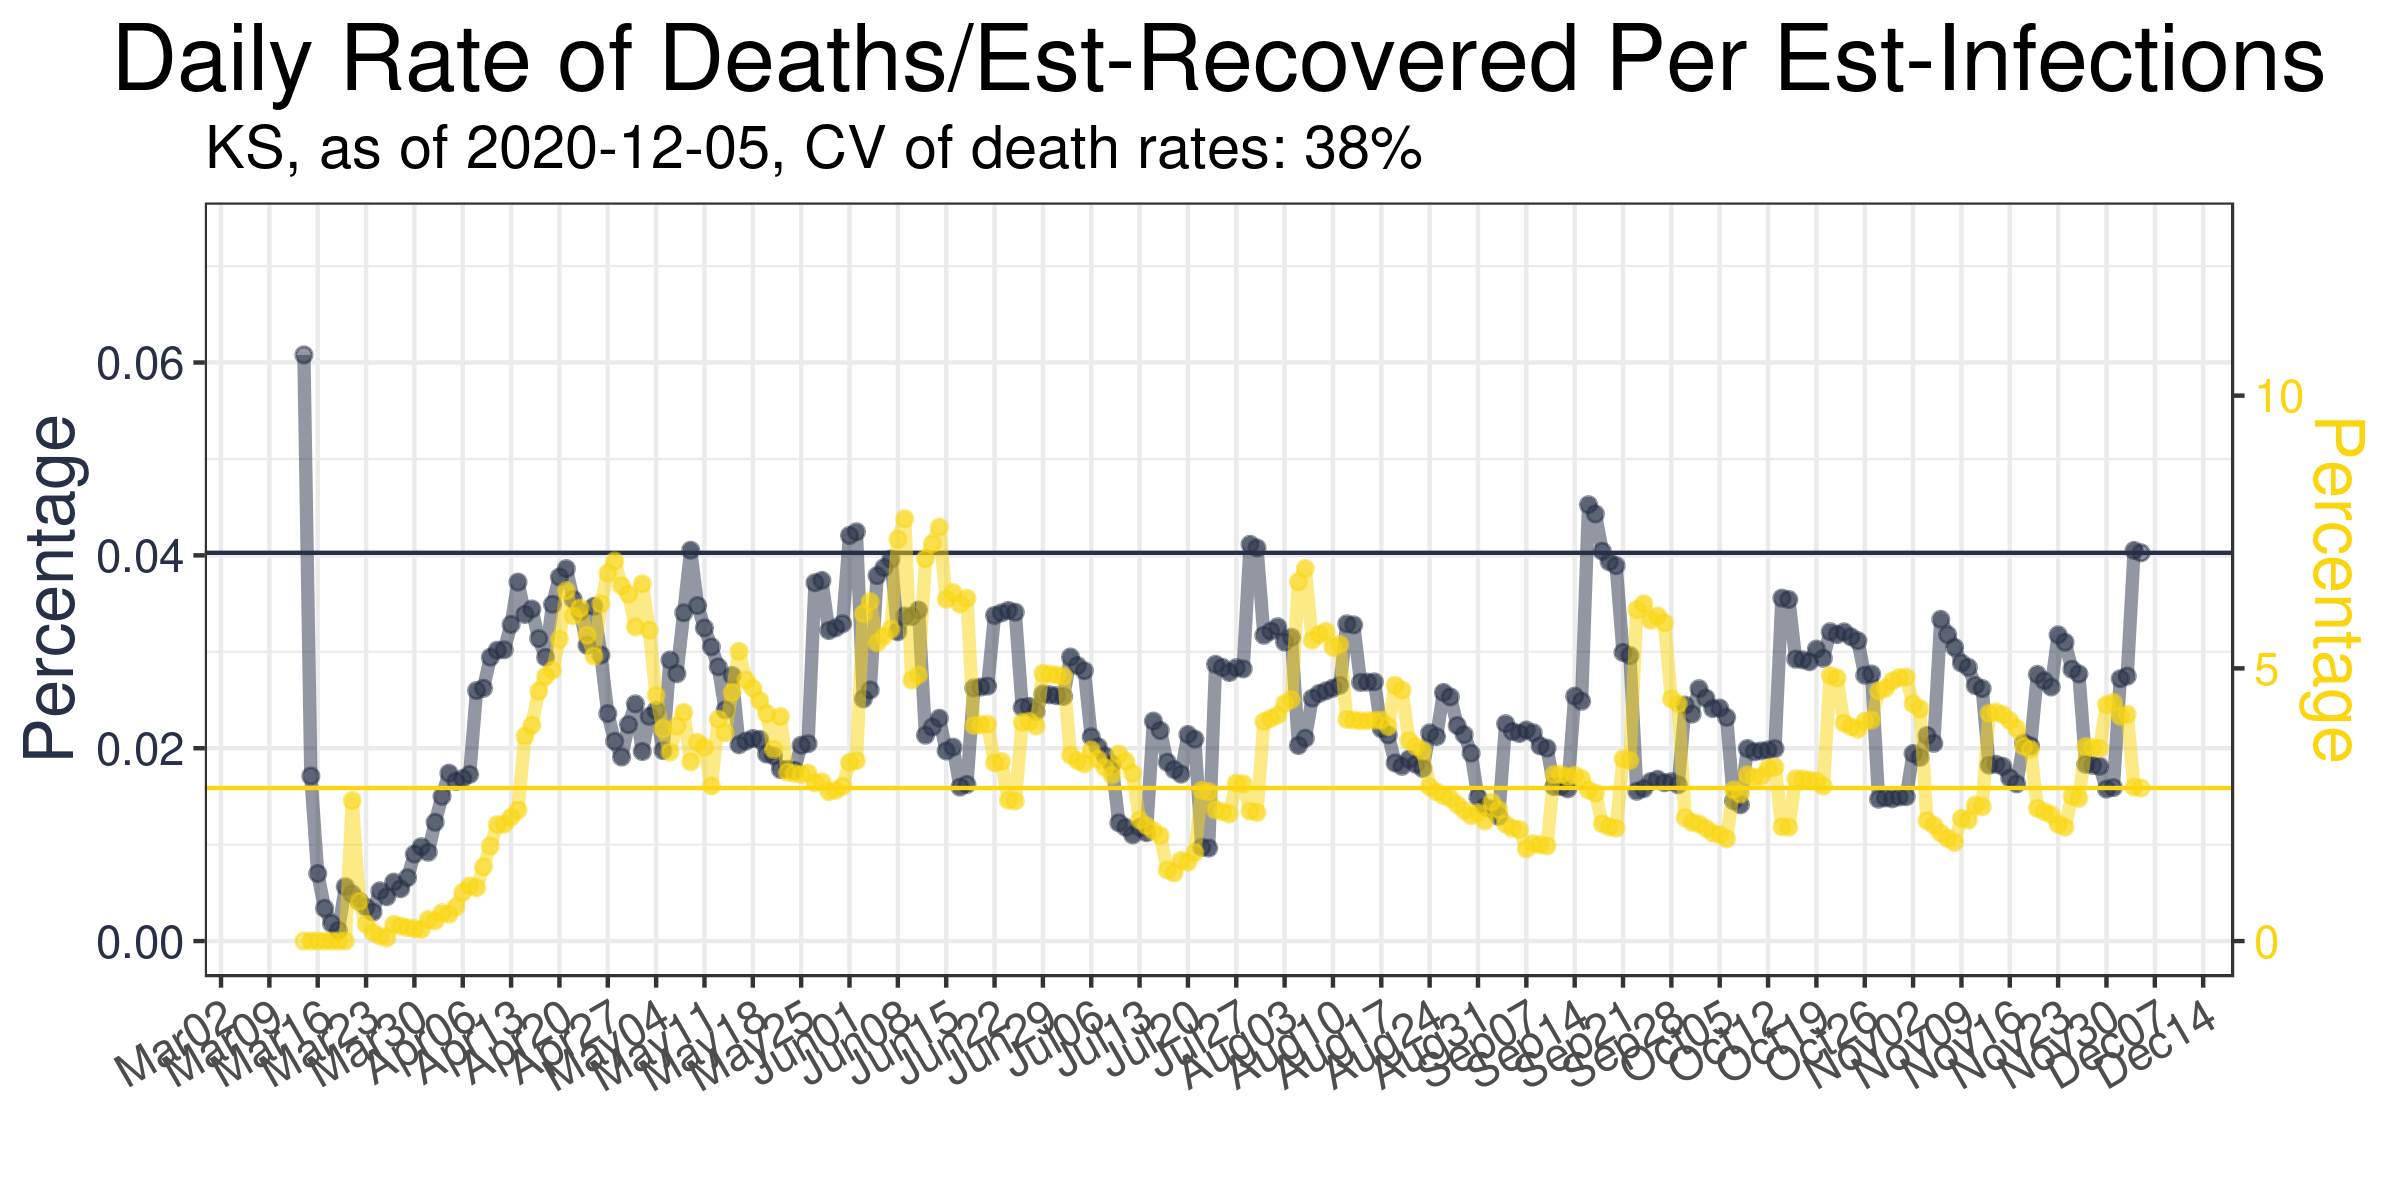 Daily Rate of Deaths/Est-Recovered Per Est-Infections
KS, as of 2020-12-05, CV of death rates: 38%
Percentage
0.06
0.04
0.02
0.00
10
5
0
Percentage
Mar02
Mar09
Mar16
Mar23
Mar30
Apr06
Apr13
Apr20
Apr27
May04
May11
May18
May25
Jun01
Jun08
Jun15
Jun22
Jun29
Jul06
Jul13
Jul20
Jul27
Aug03
Aug10
Aug17
Aug24
Aug31
Sep07
Sep14
Sep21
Sep28
Oct05
Oct12
Oct19
Oct26
Nov02
Nov09
Nov16
Nov23
Nov30
Dec07
Dec14